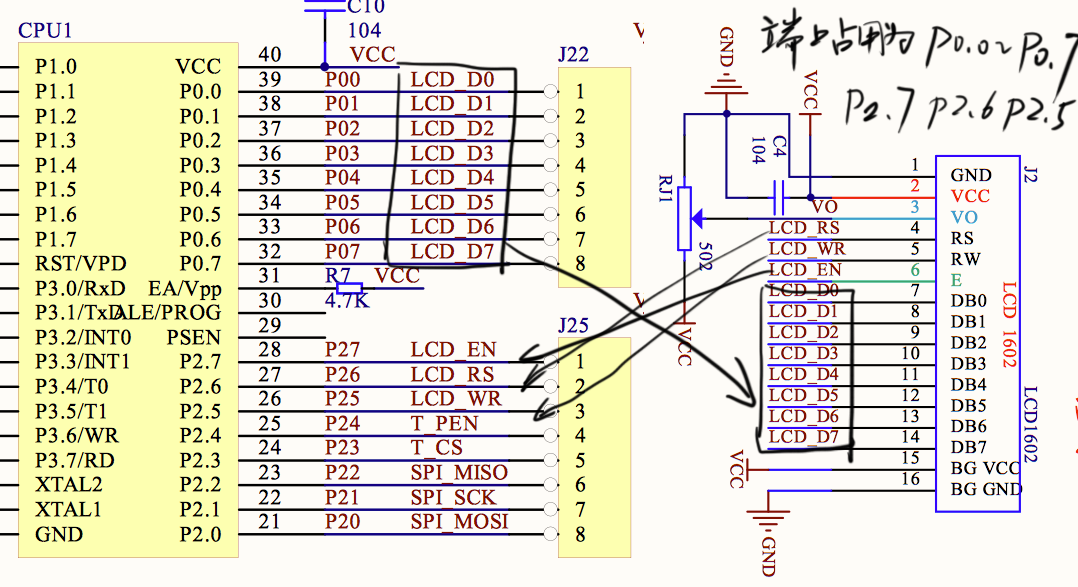 C10
104
CPU1
P1.0 VCC 40 VCC
P1.1 P0.0 39 P00 LCD_D0
P1.2 P0.1 38 P01 LCD_D1
P1.3 P0.2 37 P02 LCD_D2
P1.4 P0.3 36 P03 LCD_D3
P1.5 P0.4 35 P04 LCD_D4
P1.6 P0.5 34 P05 LCD_D5
P1.7 P0.6 33 P06 LCD_D6
RST/VPD P0.7 32 P07 LCD_D7
P3.0/RxD EA/Vpp 31 R7 VCC
4.7K
P3.1/TxD ALE/PROG 30
P3.2/INT0 PSEN 29
P3.3/INT1 P2.7 28 P27 LCD_EN
P3.4/T0 P2.6 27 P26 LCD_RS
P3.5/T1 P2.5 26 P25 LCD_WR
P3.6/WR P2.4 25 P24 T_PEN
P3.7/RD P2.3 24 P23 T_CS
XTAL2 P2.2 23 P22 SPI_MISO
XTAL1 P2.1 22 P21 SPI_SCK
GND P2.0 21 P20 SPI_MOSI
J22
1
2
3
4
5
6
7
8
J25
1
2
3
4
5
6
7
8
端口占用为 P0.0~P0.7
P2.7 P2.6 P2.5
GND
VCC
C4
104
RJ1
502
VCC
J2
1 GND
2 VCC
VO 3 VO
LCD_RS 4 RS
LCD_WR 5 RW
LCD_EN 6 E
LCD_D0 7 DB0
LCD_D1 8 DB1
LCD_D2 9 DB2
LCD_D3 10 DB3
LCD_D4 11 DB4
LCD_D5 12 DB5
LCD_D6 13 DB6
LCD_D7 14 DB7
VCC 15 BG VCC
16 BG GND
GND
LCD 1602
LCD1602